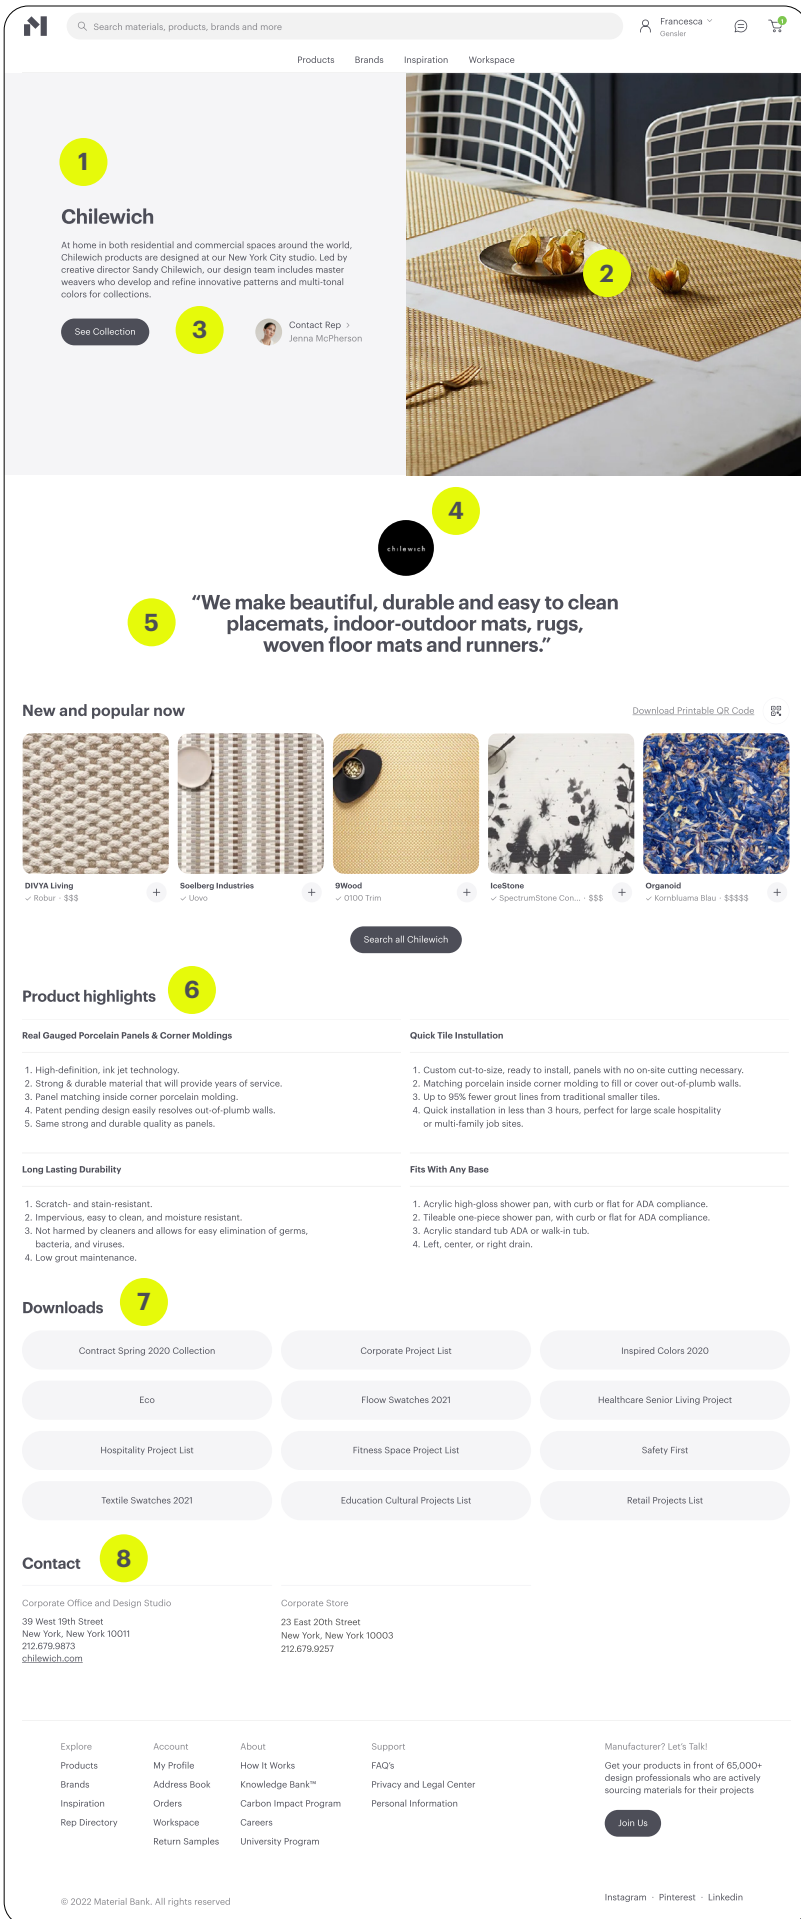 Search materials, products, brands and more
Francesca
Gensler
1
Products Brands Inspiration Workspace
1
Chilewich
At home in both residential and commercial spaces around the world,
Chilewich products are designed at our New York City studio. Led by
creative director Sandy Chilewich, our design team includes master
weavers who develop and refine innovative patterns and multi-tonal
colors for collections.
See Collection
3
Contact Rep >
Jenna McPherson
2
4
chilewich
5
“We make beautiful, durable and easy to clean
placemats, indoor-outdoor mats, rugs,
woven floor mats and runners.”
New and popular now
Download Printable QR Code
DIVYA Living
Robur · $$$
Soelberg Industries
Uovo
9Wood
0100 Trim
IceStone
SpectrumStone Con... · $$$
Organoid
Kornbluama Blau · $$$$$
Search all Chilewich
Product highlights
6
Real Gauged Porcelain Panels & Corner Moldings
1. High-definition, ink jet technology.
2. Strong & durable material that will provide years of service.
3. Panel matching inside corner porcelain molding.
4. Patent pending design easily resolves out-of-plumb walls.
5. Same strong and durable quality as panels.
Quick Tile Instullation
1. Custom cut-to-size, ready to install, panels with no on-site cutting necessary.
2. Matching porcelain inside corner molding to fill or cover out-of-plumb walls.
3. Up to 95% fewer grout lines from traditional smaller tiles.
4. Quick installation in less than 3 hours, perfect for large scale hospitality
or multi-family job sites.
Long Lasting Durability
1. Scratch- and stain-resistant.
2. Impervious, easy to clean, and moisture resistant.
3. Not harmed by cleaners and allows for easy elimination of germs,
bacteria, and viruses.
4. Low grout maintenance.
Fits With Any Base
1. Acrylic high-gloss shower pan, with curb or flat for ADA compliance.
2. Tileable one-piece shower pan, with curb or flat for ADA compliance.
3. Acrylic standard tub ADA or walk-in tub.
4. Left, center, or right drain.
Downloads
7
Contract Spring 2020 Collection
Corporate Project List
Inspired Colors 2020
Eco
Floow Swatches 2021
Healthcare Senior Living Project
Hospitality Project List
Fitness Space Project List
Safety First
Textile Swatches 2021
Education Cultural Projects List
Retail Projects List
Contact
8
Corporate Office and Design Studio
39 West 19th Street
New York, New York 10011
212.679.9873
chilewich.com
Corporate Store
23 East 20th Street
New York, New York 10003
212.679.9257
Explore
Products
Brands
Inspiration
Rep Directory
Account
My Profile
Address Book
Orders
Workspace
Return Samples
About
How It Works
Knowledge Bank™
Carbon Impact Program
Careers
University Program
Support
FAQ's
Privacy and Legal Center
Personal Information
Manufacturer? Let's Talk!
Get your products in front of 65,000+
design professionals who are actively
sourcing materials for their projects
Join Us
© 2022 Material Bank. All rights reserved
Instagram · Pinterest · Linkedin